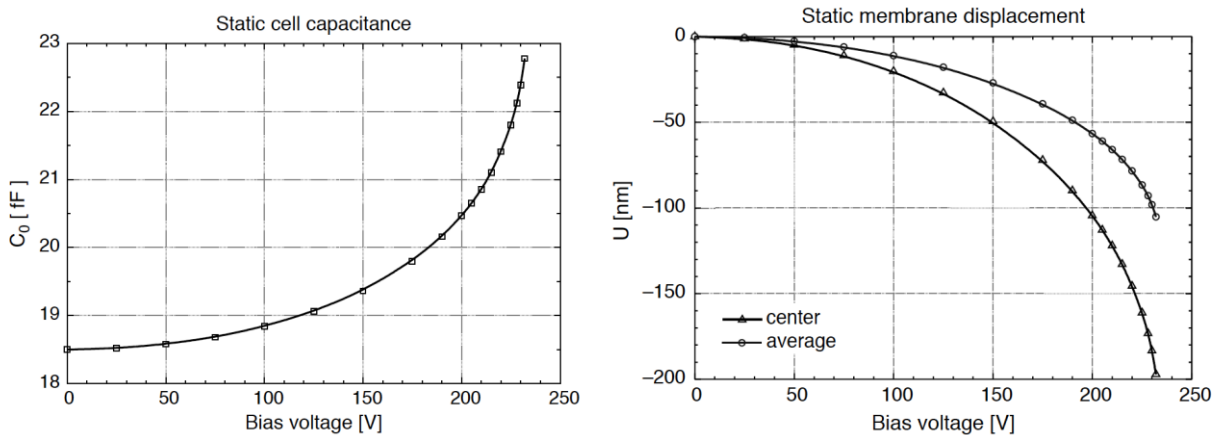 Static cell capacitance
23
22
21
20
19
18
C0 [ fF]
0 50 100 150 200 250
Bias voltage [V]
Static membrane displacement
0
−50
−100
−150
−200
U [nm]
center
average
0 50 100 150 200 250
Bias voltage [V]